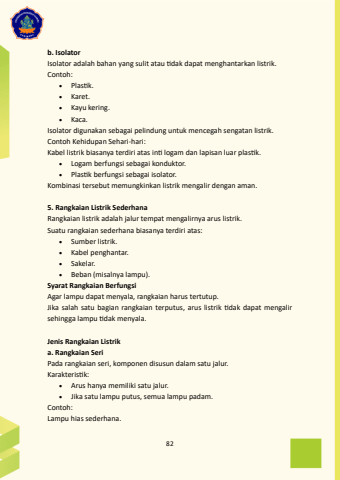 b. Isolator
Isolator adalah bahan yang sulit atau tidak dapat menghantarkan listrik.
Contoh:
• Plastik.
• Karet.
• Kayu kering.
• Kaca.
Isolator digunakan sebagai pelindung untuk mencegah sengatan listrik.
Contoh Kehidupan Sehari-hari:
Kabel listrik biasanya terdiri atas inti logam dan lapisan luar plastik.
• Logam berfungsi sebagai konduktor.
• Plastik berfungsi sebagai isolator.
Kombinasi tersebut memungkinkan listrik mengalir dengan aman.
5. Rangkaian Listrik Sederhana
Rangkaian listrik adalah jalur tempat mengalirnya arus listrik.
Suatu rangkaian sederhana biasanya terdiri atas:
• Sumber listrik.
• Kabel penghantar.
• Sakelar.
• Beban (misalnya lampu).
Syarat Rangkaian Berfungsi
Agar lampu dapat menyala, rangkaian harus tertutup.
Jika salah satu bagian rangkaian terputus, arus listrik tidak dapat mengalir
sehingga lampu tidak menyala.
Jenis Rangkaian Listrik
a. Rangkaian Seri
Pada rangkaian seri, komponen disusun dalam satu jalur.
Karakteristik:
• Arus hanya memiliki satu jalur.
• Jika satu lampu putus, semua lampu padam.
Contoh:
Lampu hias sederhana.
82